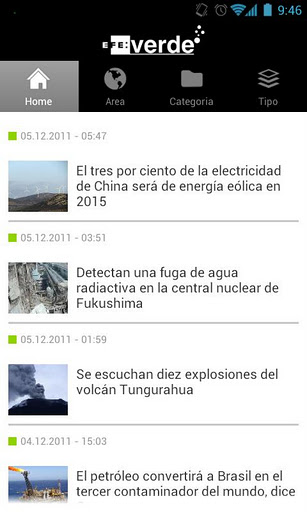 9:46
EFE: verde
Home Area Categoria Tipo
05.12.2011 - 05:47
El tres por ciento de la electricidad
de China será de energía eólica en
2015
05.12.2011 - 03:51
Detectan una fuga de agua
radiactiva en la central nuclear de
Fukushima
05.12.2011 - 01:59
Se escuchan diez explosiones del
volcán Tungurahua
04.12.2011 - 15:03
El petróleo convertirá a Brasil en el
tercer contaminador del mundo, dice